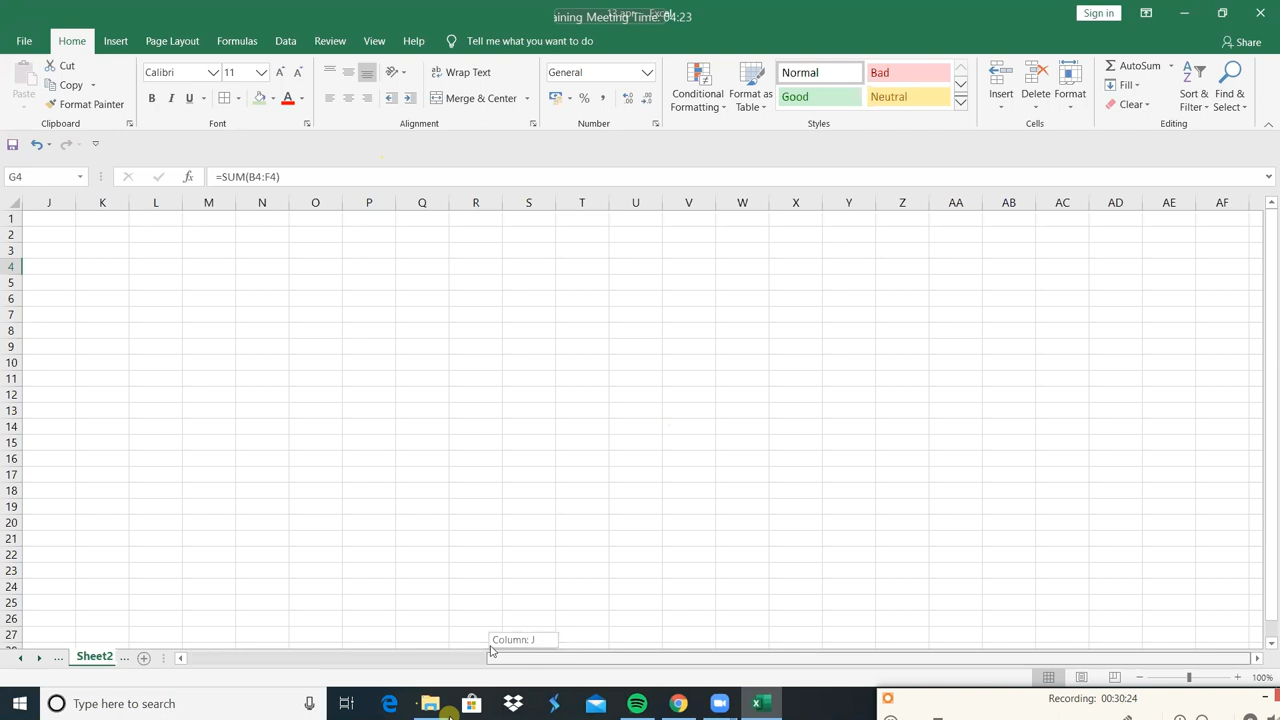 aining Meeting Time: 04:23
Sign in
File Home Insert Page Layout Formulas Data Review View Help Tell me what you want to do Share
Paste Cut Copy Format Painter
Calibri 11
B I U A
Wrap Text
Merge & Center
General
%
Conditional Formatting
Format as Table
Normal Bad
Good Neutral
Insert Delete Format
AutoSum
Fill
Clear
Sort & Filter
Find & Select
Clipboard Font Alignment Number Styles Cells Editing
G4 fx =SUM(B4:F4)
J K L M N O P Q R S T U V W X Y Z AA AB AC AD AE AF
1
2
3
4
5
6
7
8
9
10
11
12
13
14
15
16
17
18
19
20
21
22
23
24
25
26
27
Column: J
... Sheet2 ...
100%
Type here to search
Recording: 00:30:24